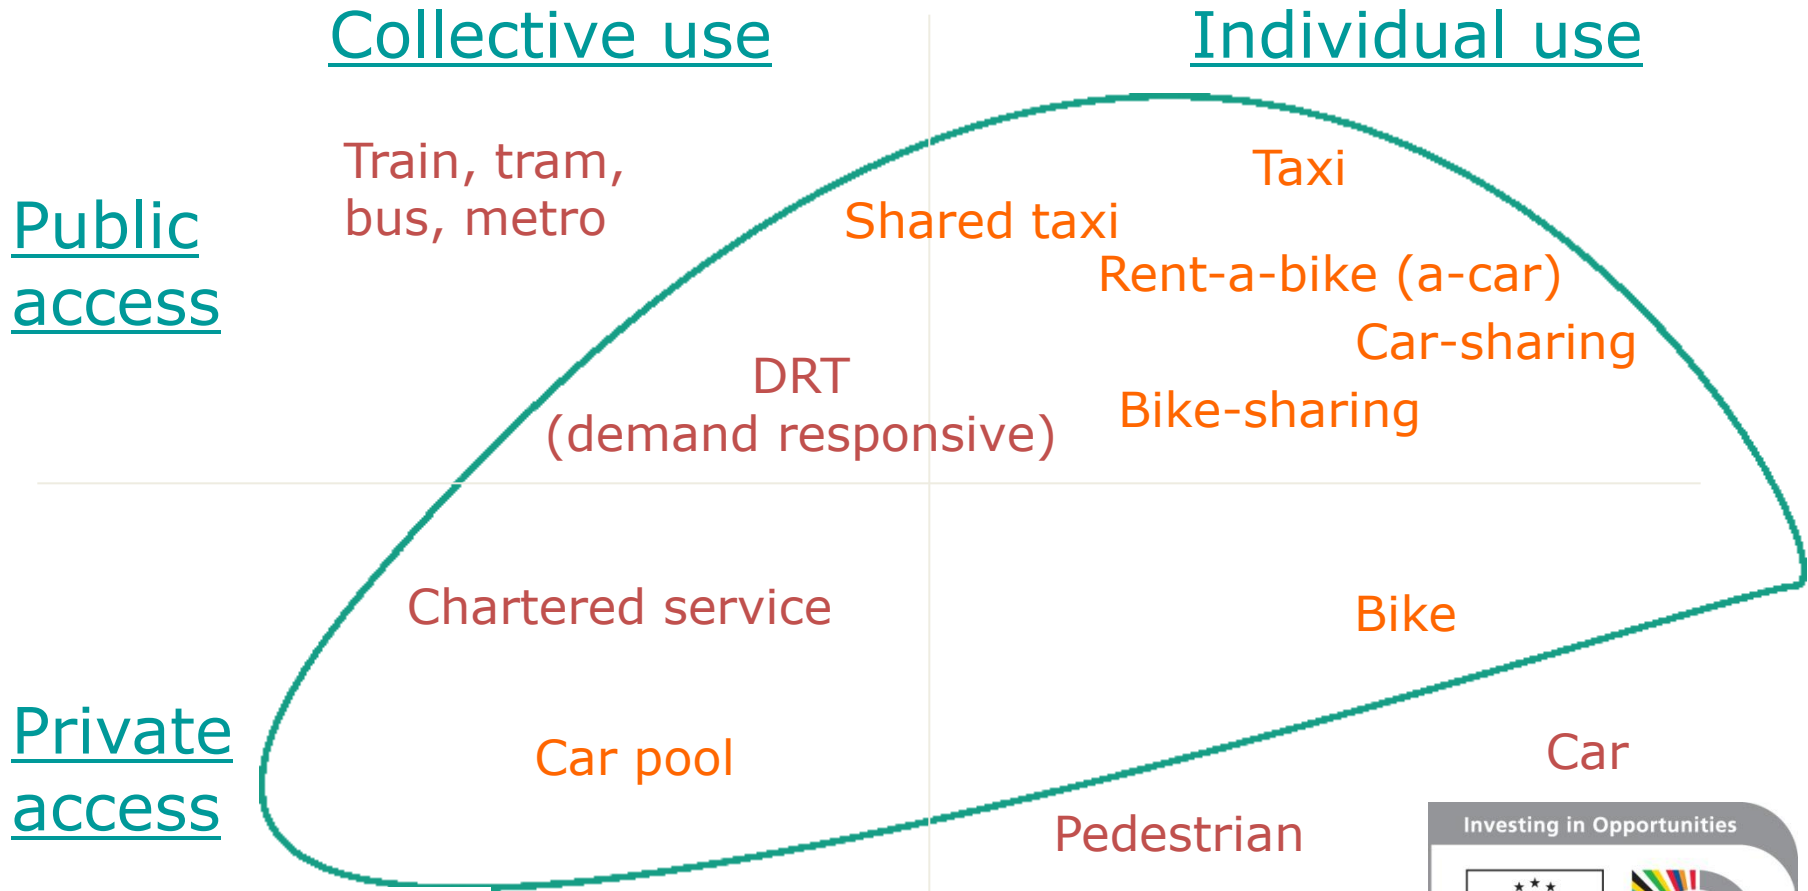 Collective use
Individual use
Public
access
Train, tram,
bus, metro
Taxi
Shared taxi
Rent-a-bike (a-car)
Car-sharing
DRT
(demand responsive)
Bike-sharing
Chartered service
Bike
Private
access
Car pool
Car
Pedestrian
Investing in Opportunities